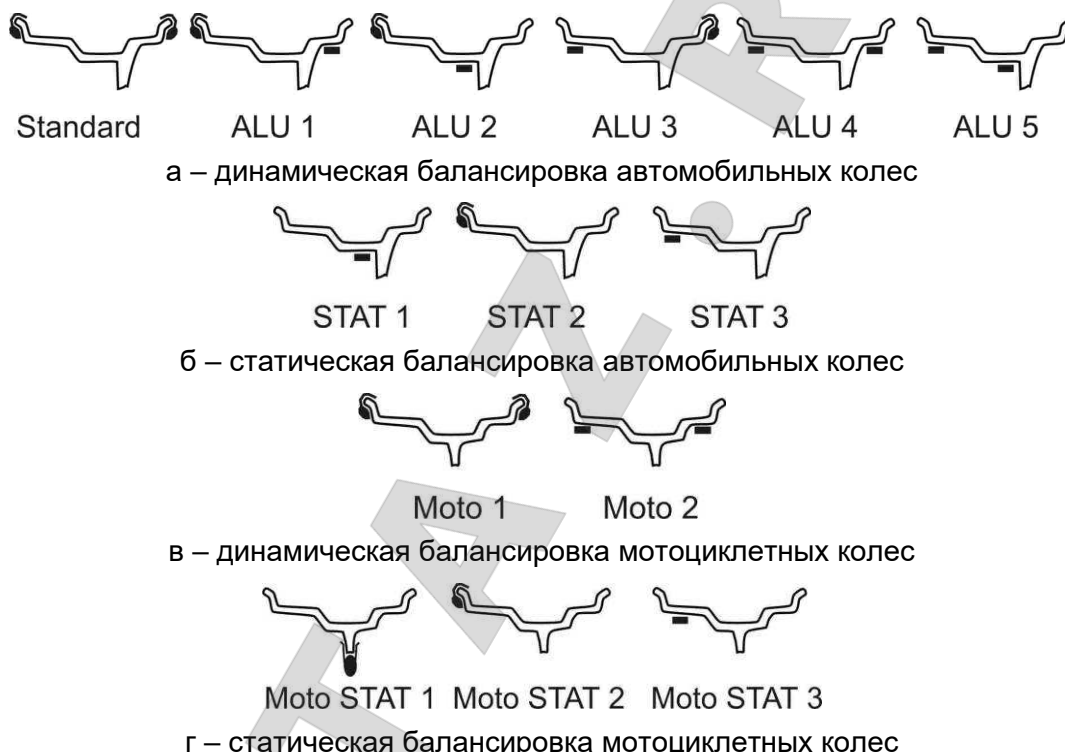 Standard ALU 1 ALU 2 ALU 3 ALU 4 ALU 5
а – динамическая балансировка автомобильных колес
STAT 1 STAT 2 STAT 3
б – статическая балансировка автомобильных колес
Moto 1 Moto 2
в – динамическая балансировка мотоциклетных колес
Moto STAT 1 Moto STAT 2 Moto STAT 3
г – статическая балансировка мотоциклетных колес